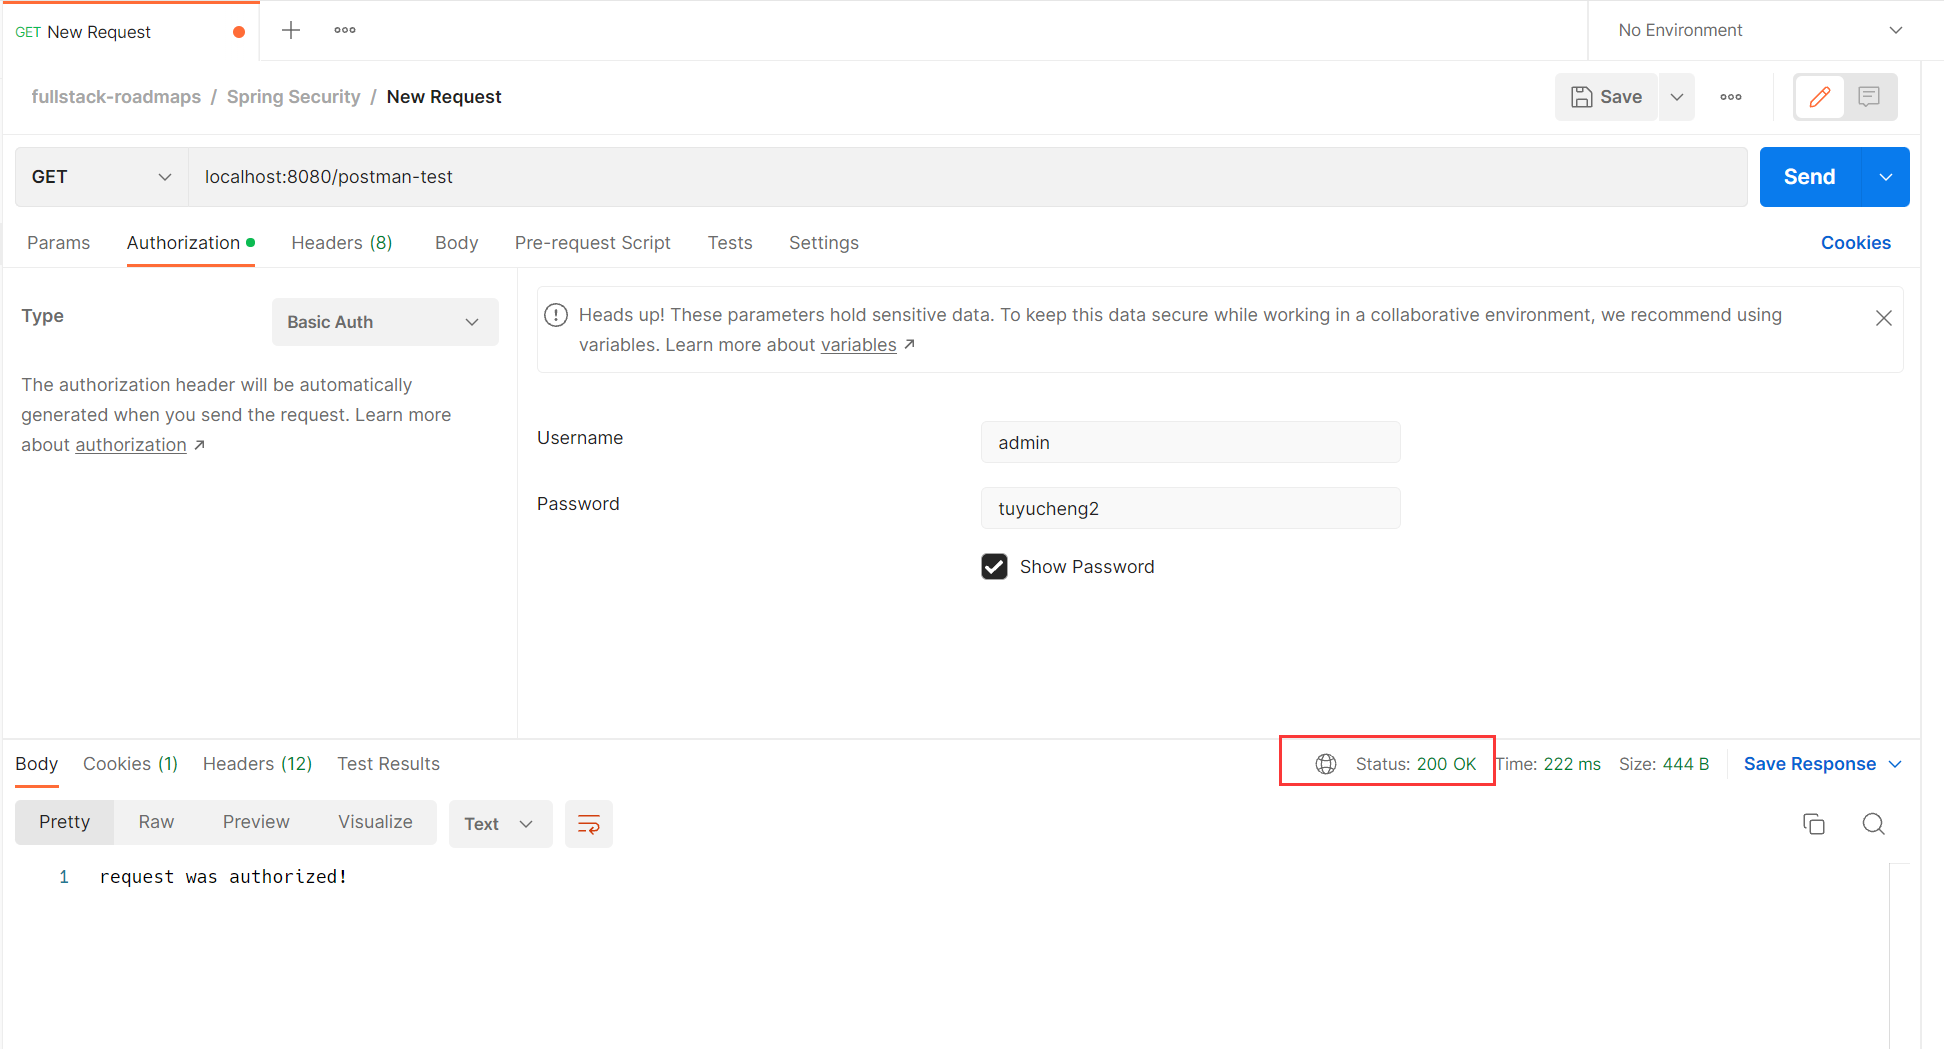 GET New Request
No Environment
fullstack-roadmaps / Spring Security / New Request
Save
GET
localhost:8080/postman-test
Send
Params
Authorization
Headers (8)
Body
Pre-request Script
Tests
Settings
Cookies
Type
Basic Auth
The authorization header will be automatically
generated when you send the request. Learn more
about authorization ↗
Heads up! These parameters hold sensitive data. To keep this data secure while working in a collaborative environment, we recommend using
variables. Learn more about variables ↗
Username
admin
Password
tuyucheng2
Show Password
Body
Cookies (1)
Headers (12)
Test Results
Status: 200 OK
Time: 222 ms
Size: 444 B
Save Response
Pretty
Raw
Preview
Visualize
Text
1 request was authorized!